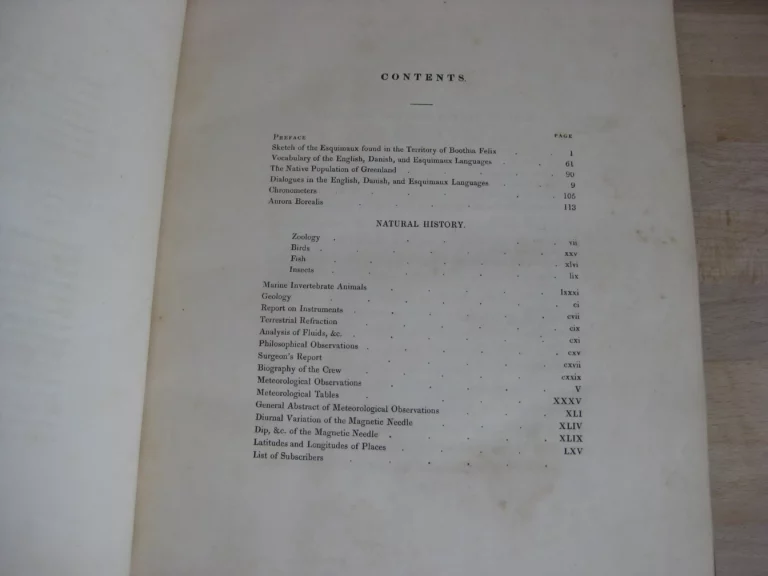 CONTENTS.
PREFACE PAGE
Sketch of the Esquimaux found in the Territory of Boothia Felix . 1
Vocabulary of the English, Danish, and Esquimaux Languages . . 61
The Native Population of Greenland . . . . 90
Dialogues in the English, Danish, and Esquimaux Languages . . 9
Chronometers . . . . . 105
Aurora Borealis . . . . . 113
NATURAL HISTORY.
Zoology . . . . . vii
Birds . . . . . xxv
Fish . . . . . xlvi
Insects . . . . . lix
Marine Invertebrate Animals . . . . lxxxi
Geology . . . . . ci
Report on Instruments . . . . . cvii
Terrestrial Refraction . . . . . cix
Analysis of Fluids, &c. . . . . . cxi
Philosophical Observations . . . . . cxv
Surgeon's Report . . . . . cxvii
Biography of the Crew . . . . . cxxix
Meteorological Observations . . . . V
Meteorological Tables . . . . . XXXV
General Abstract of Meteorological Observations . . . XLI
Diurnal Variation of the Magnetic Needle . . . XLIV
Dip, &c. of the Magnetic Needle . . . . XLIX
Latitudes and Longitudes of Places . . . . LXV
List of Subscribers . . . . .